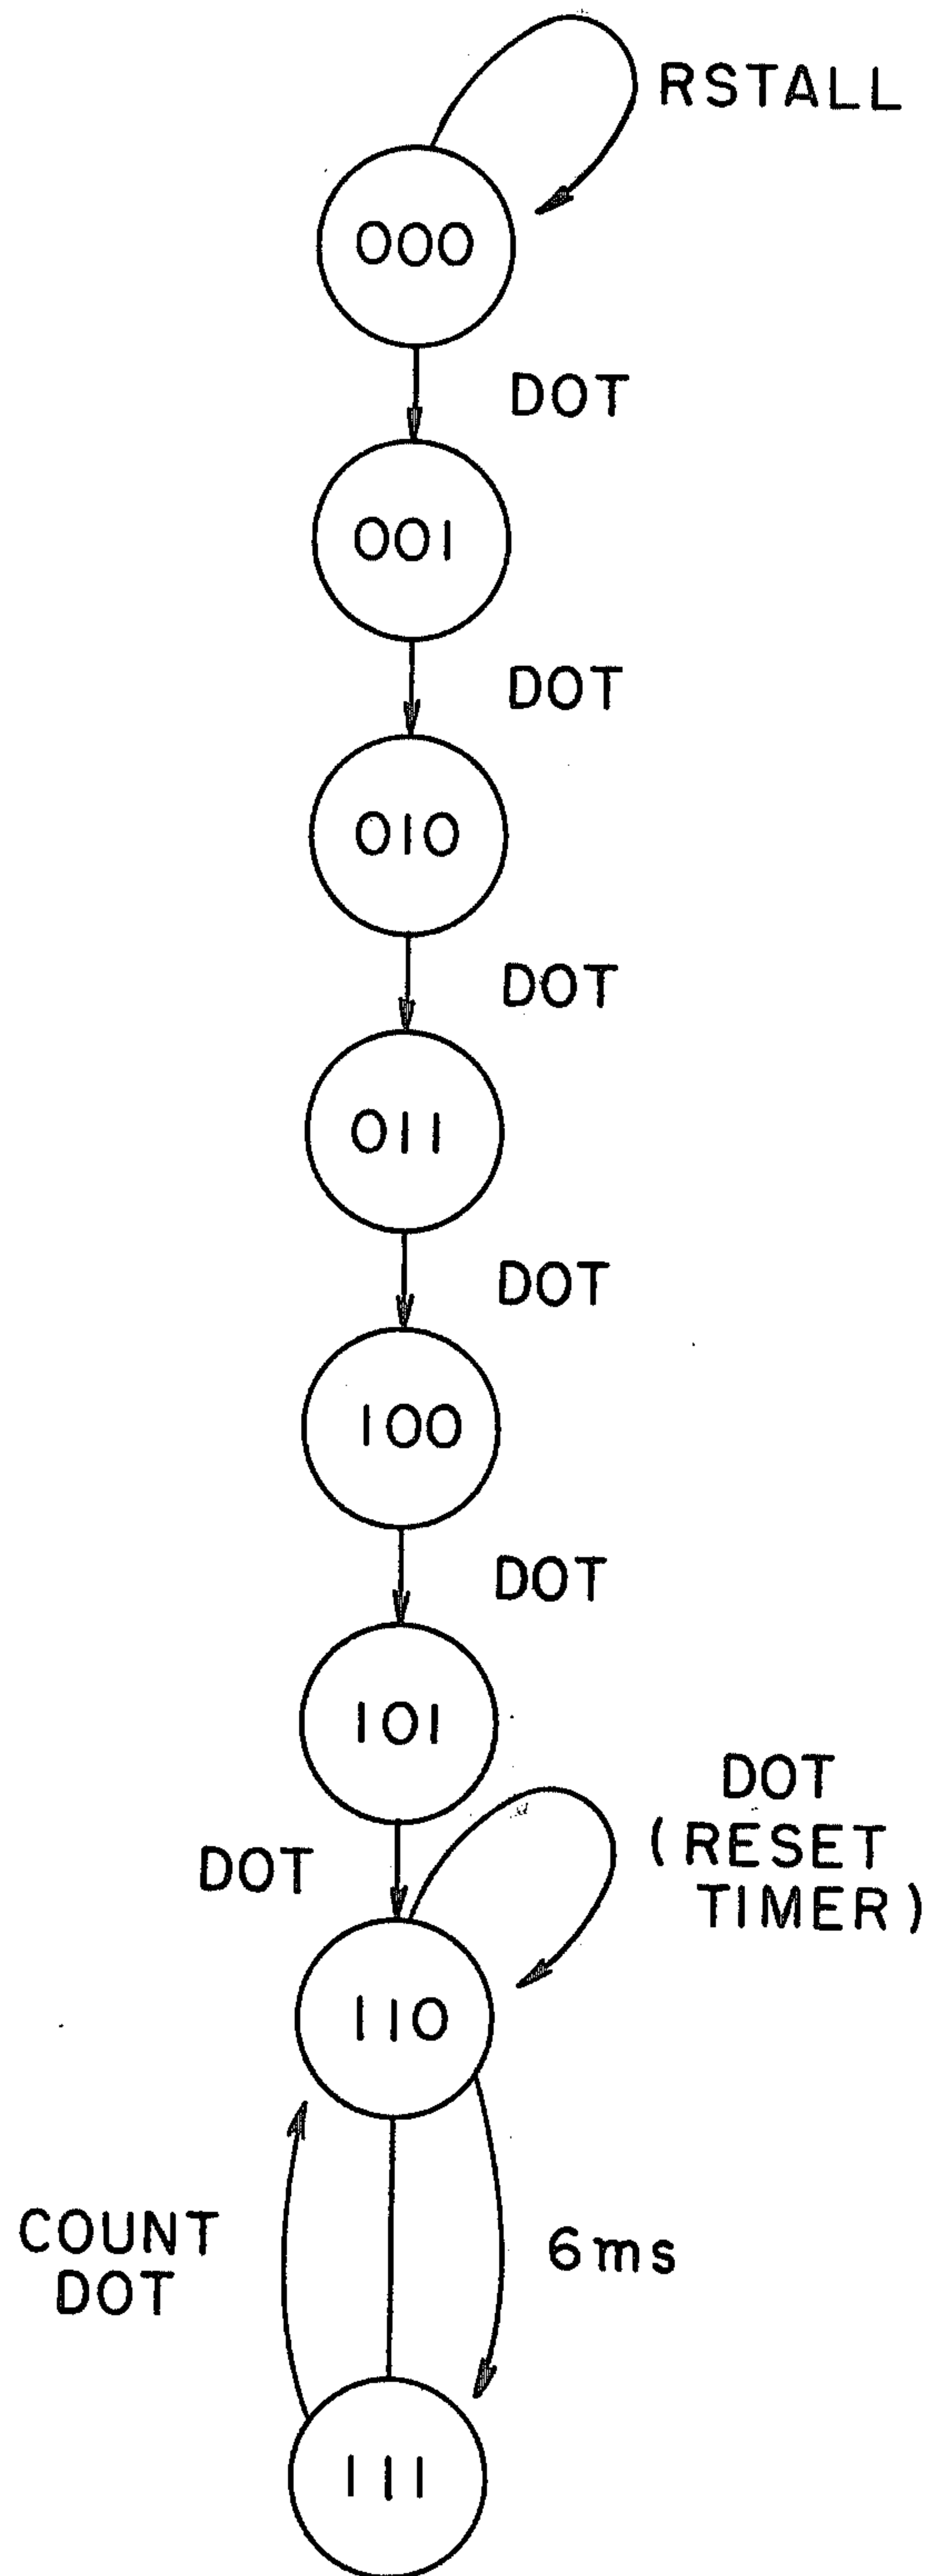 RSTALL
000
DOT
001
DOT
010
DOT
011
DOT
100
DOT
101
DOT
DOT
(RESET
TIMER)
110
COUNT
DOT
6ms
111